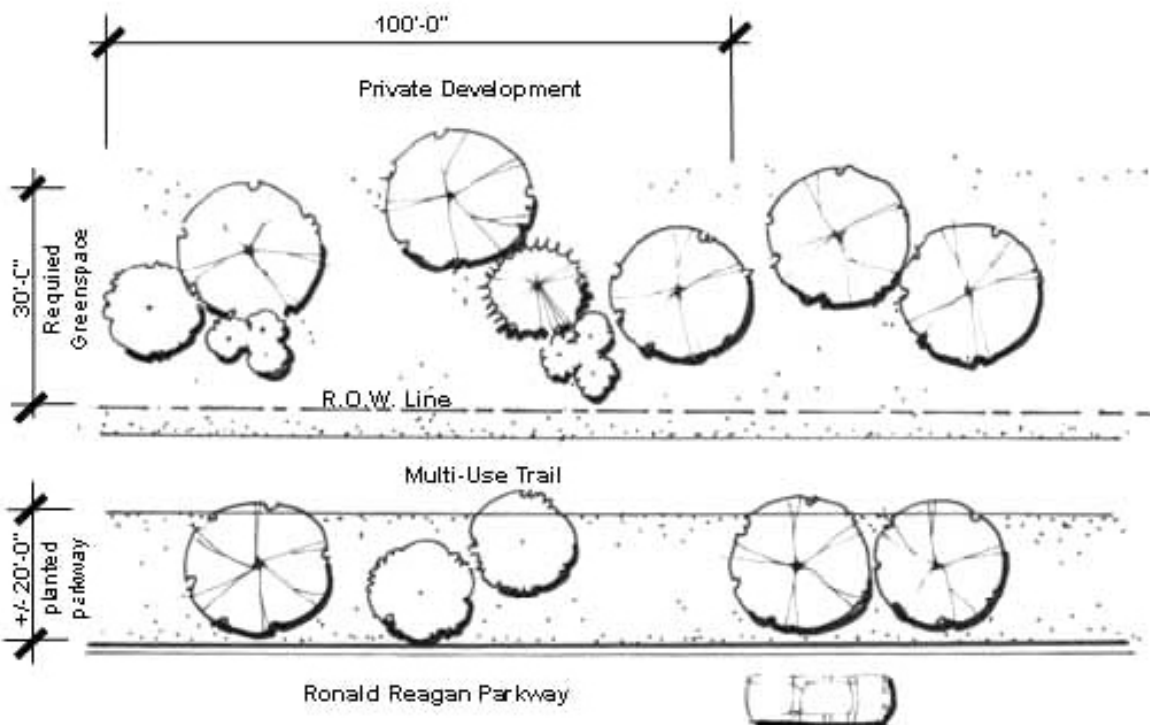 100'-0"
Private Development
30'-0"
Required
Greenspace
R.O.W. Line
Multi-Use Trail
+/- 20'-0"
planted
parkway
Ronald Reagan Parkway